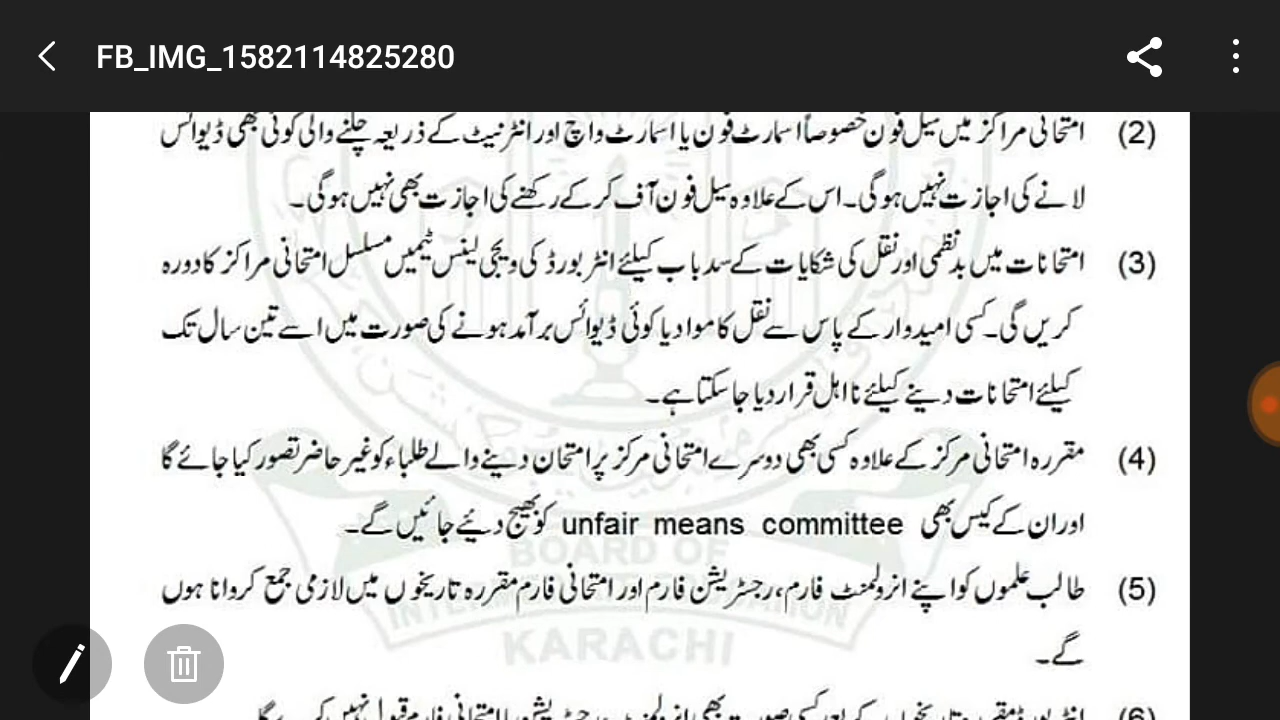 FB_IMG_1582114825280
(2) امتحانی مراکز میں سیل فون خصوصاً اسمارٹ فون یا اسمارٹ واچ اور انٹرنیٹ کے ذریعہ چلنے والی کوئی بھی ڈیوائس
لانے کی اجازت نہیں ہوگی۔ اس کے علاوہ سیل فون آف کر کے رکھنے کی اجازت بھی نہیں ہوگی۔
(3) امتحانات میں بدنظمی اور نقل کی شکایات کے سدباب کیلئے انٹر بورڈ کی ویجی لینس ٹیمیں مسلسل امتحانی مراکز کا دورہ
کریں گی۔ کسی امیدوار کے پاس سے نقل کا مواد یا کوئی ڈیوائس برآمد ہونے کی صورت میں اسے تین سال تک
کیلئے امتحانات دینے کیلئے نااہل قرار دیا جاسکتا ہے۔
(4) مقررہ امتحانی مرکز کے علاوہ کسی بھی دوسرے امتحانی مرکز پر امتحان دینے والے طلباء کو غیر حاضر تصور کیا جائے گا
اور ان کے کیس بھی unfair means committee کو بھیج دئیے جائیں گے۔
BOARD OF
(5) طالب علموں کو اپنے انرولمنٹ فارم، رجسٹریشن فارم اور امتحانی فارم مقررہ تاریخوں میں لازمی جمع کروانا ہوں
گے۔
KARACHI
(6)